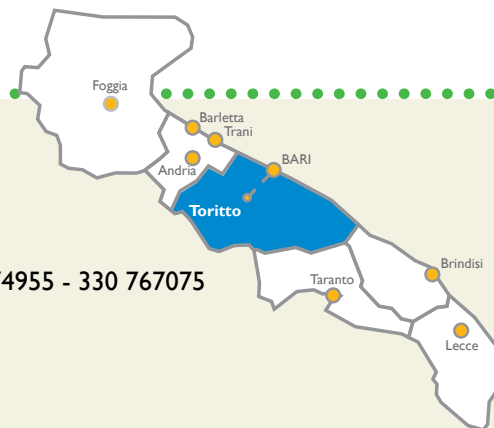 Foggia
Barletta
Trani
BARI
Andria
Toritto
Brindisi
74955 - 330 767075
Taranto
Lecce